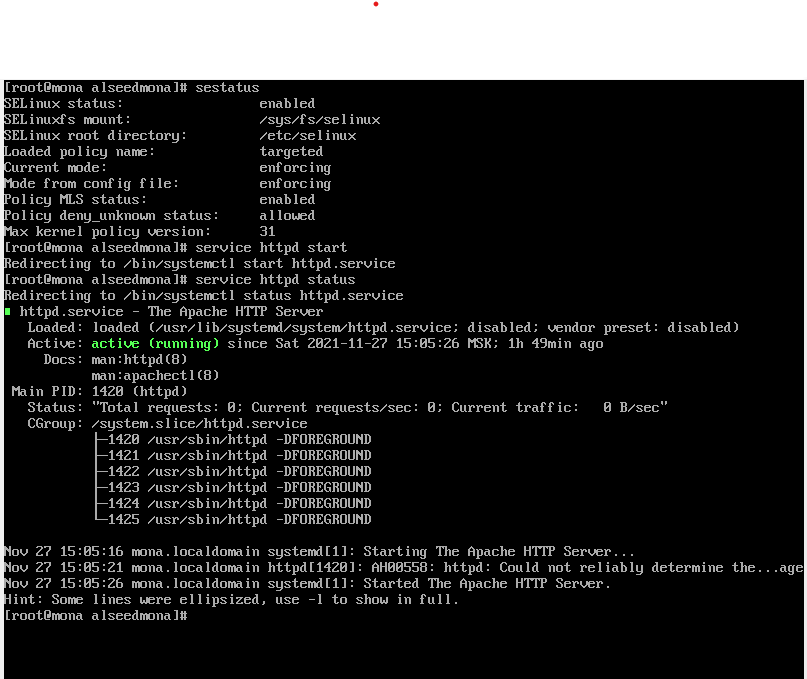 [root@mona alseedmona]# sestatus
SELinux status:                 enabled
SELinuxfs mount:                /sys/fs/selinux
SELinux root directory:         /etc/selinux
Loaded policy name:             targeted
Current mode:                   enforcing
Mode from config file:          enforcing
Policy MLS status:              enabled
Policy deny_unknown status:     allowed
Max kernel policy version:      31
[root@mona alseedmona]# service httpd start
Redirecting to /bin/systemctl start httpd.service
[root@mona alseedmona]# service httpd status
Redirecting to /bin/systemctl status httpd.service
httpd.service - The Apache HTTP Server
   Loaded: loaded (/usr/lib/systemd/system/httpd.service; disabled; vendor preset: disabled)
   Active: active (running) since Sat 2021-11-27 15:05:26 MSK; 1h 49min ago
     Docs: man:httpd(8)
           man:apachectl(8)
 Main PID: 1420 (httpd)
   Status: "Total requests: 0; Current requests/sec: 0; Current traffic:   0 B/sec"
   CGroup: /system.slice/httpd.service
           ├─1420 /usr/sbin/httpd -DFOREGROUND
           ├─1421 /usr/sbin/httpd -DFOREGROUND
           ├─1422 /usr/sbin/httpd -DFOREGROUND
           ├─1423 /usr/sbin/httpd -DFOREGROUND
           ├─1424 /usr/sbin/httpd -DFOREGROUND
           └─1425 /usr/sbin/httpd -DFOREGROUND
Nov 27 15:05:16 mona.localdomain systemd[1]: Starting The Apache HTTP Server...
Nov 27 15:05:21 mona.localdomain httpd[1420]: AH00558: httpd: Could not reliably determine the...age
Nov 27 15:05:26 mona.localdomain systemd[1]: Started The Apache HTTP Server.
Hint: Some lines were ellipsized, use -l to show in full.
[root@mona alseedmona]#